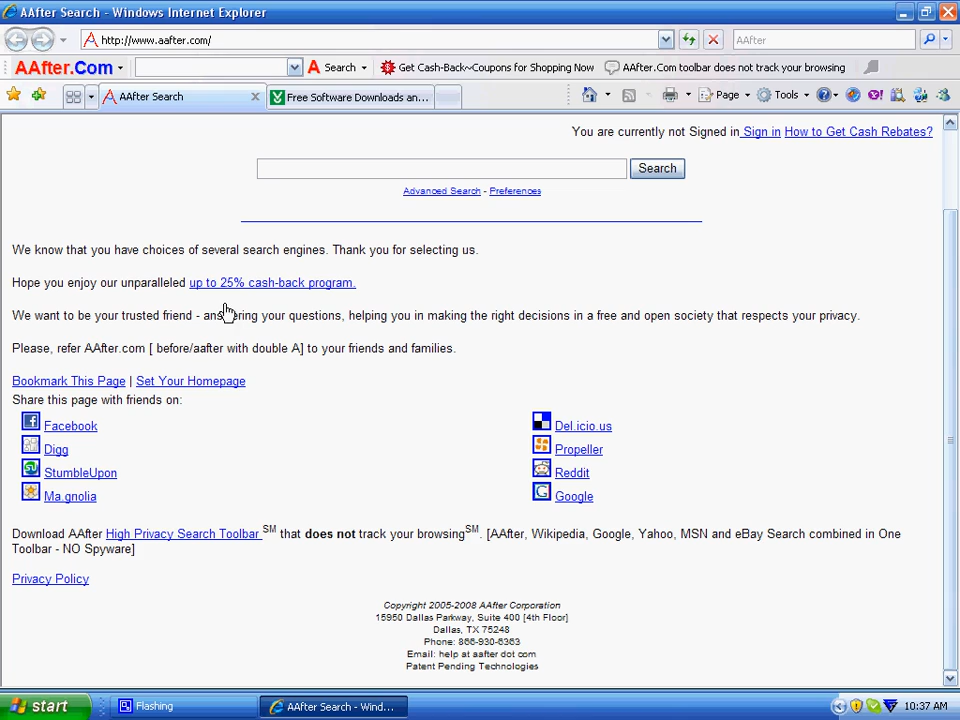 AAfter Search - Windows Internet Explorer
http://www.aafter.com/
AAfter
AAfter.Com Search Get Cash-Back~Coupons for Shopping Now AAfter.Com toolbar does not track your browsing
AAfter Search Free Software Downloads an... Page Tools
You are currently not Signed in Sign in How to Get Cash Rebates?
Search
Advanced Search - Preferences
We know that you have choices of several search engines. Thank you for selecting us.
Hope you enjoy our unparalleled up to 25% cash-back program.
We want to be your trusted friend - answering your questions, helping you in making the right decisions in a free and open society that respects your privacy.
Please, refer AAfter.com [ before/aafter with double A] to your friends and families.
Bookmark This Page | Set Your Homepage
Share this page with friends on:
Facebook Del.icio.us
Digg Propeller
StumbleUpon Reddit
Ma.gnolia Google
Download AAfter High Privacy Search Toolbar SM that does not track your browsing SM. [AAfter, Wikipedia, Google, Yahoo, MSN and eBay Search combined in One
Toolbar - NO Spyware]
Privacy Policy
Copyright 2005-2008 AAfter Corporation
15950 Dallas Parkway, Suite 400 [4th Floor]
Dallas, TX 75248
Phone: 866-930-6363
Email: help at aafter dot com
Patent Pending Technologies
start Flashing AAfter Search - Wind... 10:37 AM